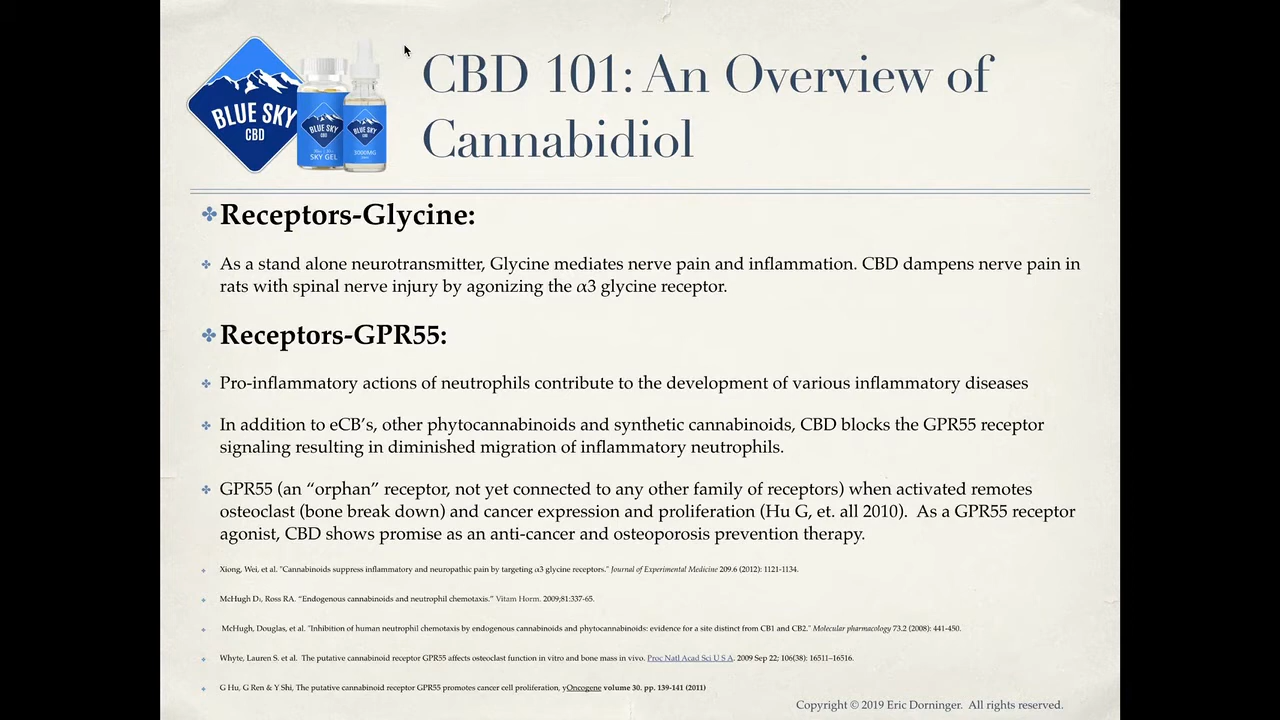 CBD 101: An Overview of
Cannabidiol
BLUE SKY
CBD
BLUE SKY
CBD
SKY GEL
BLUE SKY
CBD
3000MG
Receptors-Glycine:
As a stand alone neurotransmitter, Glycine mediates nerve pain and inflammation. CBD dampens nerve pain in
rats with spinal nerve injury by agonizing the α3 glycine receptor.
Receptors-GPR55:
Pro-inflammatory actions of neutrophils contribute to the development of various inflammatory diseases
In addition to eCB's, other phytocannabinoids and synthetic cannabinoids, CBD blocks the GPR55 receptor
signaling resulting in diminished migration of inflammatory neutrophils.
GPR55 (an “orphan” receptor, not yet connected to any other family of receptors) when activated remotes
osteoclast (bone break down) and cancer expression and proliferation (Hu G, et. all 2010).  As a GPR55 receptor
agonist, CBD shows promise as an anti-cancer and osteoporosis prevention therapy.
Xiong, Wei, et al. "Cannabinoids suppress inflammatory and neuropathic pain by targeting α3 glycine receptors." Journal of Experimental Medicine 209.6 (2012): 1121-1134.
McHugh D1, Ross RA. “Endogenous cannabinoids and neutrophil chemotaxis.” Vitam Horm. 2009;81:337-65.
McHugh, Douglas, et al. "Inhibition of human neutrophil chemotaxis by endogenous cannabinoids and phytocannabinoids: evidence for a site distinct from CB1 and CB2." Molecular pharmacology 73.2 (2008): 441-450.
Whyte, Lauren S. et al.  The putative cannabinoid receptor GPR55 affects osteoclast function in vitro and bone mass in vivo. Proc Natl Acad Sci U S A. 2009 Sep 22; 106(38): 16511–16516.
G Hu, G Ren & Y Shi, The putative cannabinoid receptor GPR55 promotes cancer cell proliferation, yOncogene volume 30. pp. 139-141 (2011)
Copyright © 2019 Eric Dorninger.  All rights reserved.